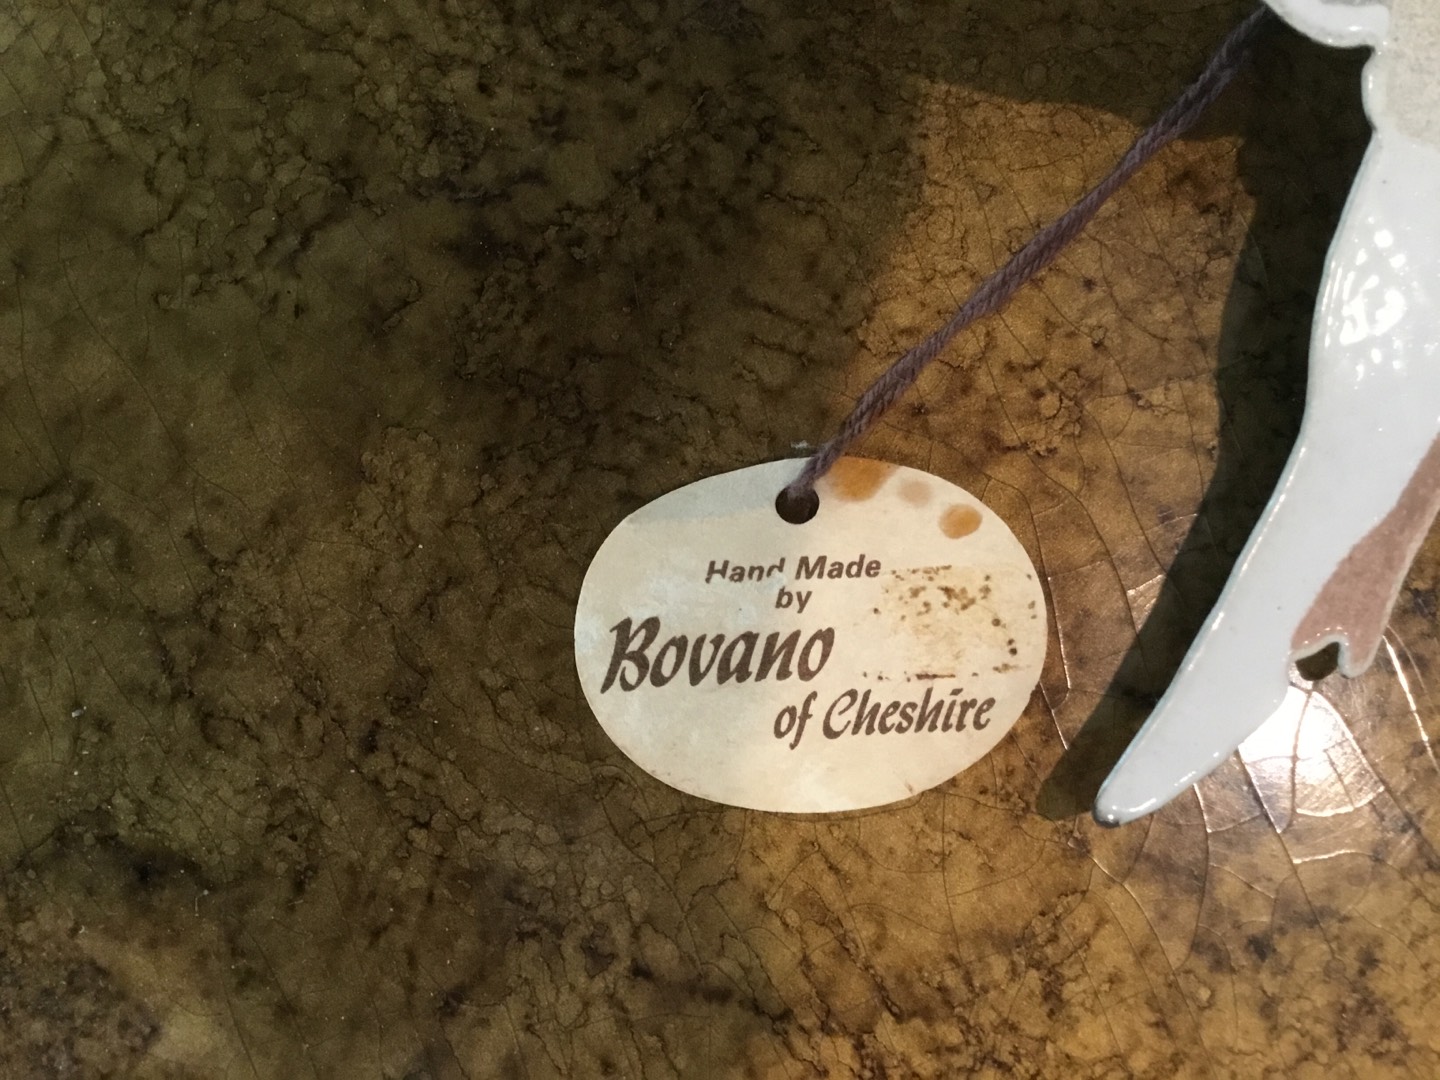 Hand Made
by
Bovano
of Cheshire